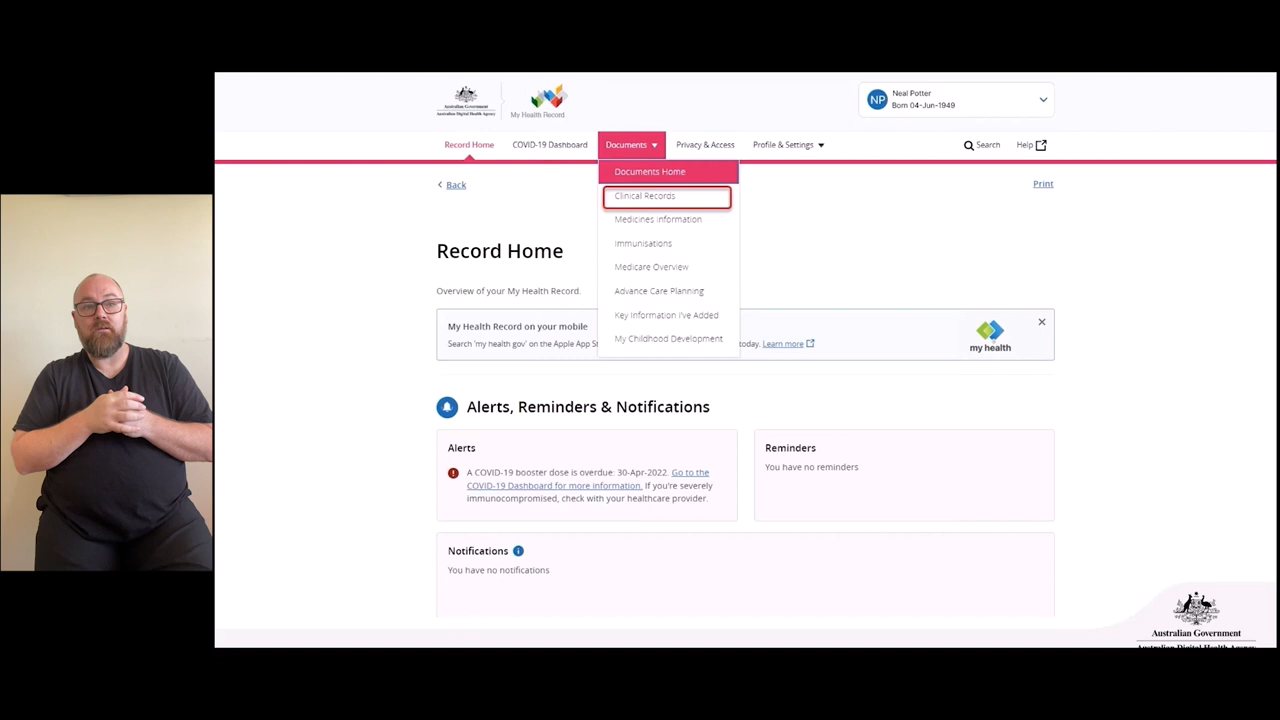 Australian Government
Australian Digital Health Agency
My Health Record
NP
Neal Potter
Born 04-Jun-1949
Record Home
COVID-19 Dashboard
Documents
Privacy & Access
Profile & Settings
Search
Help
Documents Home
Clinical Records
Medicines Information
Immunisations
Medicare Overview
Advance Care Planning
Key Information I've Added
My Childhood Development
Back
Print
Record Home
Overview of your My Health Record.
My Health Record on your mobile
Search 'my health gov' on the Apple App St
today. Learn more
my health
Alerts, Reminders & Notifications
Alerts
A COVID-19 booster dose is overdue: 30-Apr-2022. Go to the
COVID-19 Dashboard for more information. If you're severely
immunocompromised, check with your healthcare provider.
Reminders
You have no reminders
Notifications
You have no notifications
Australian Government
Australian Digital Health Agency